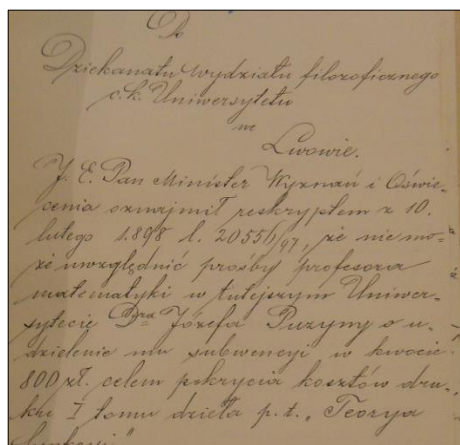 Do
Dziekanatu wydziału filozoficznego
c.k. Uniwersytetu
we
Lwowie.
J. E. Pan Minister Wyznań i Oświe-
cenia oznajmił reskryptem z 10.
lutego 1898 l. 20556/97, że nie mo=
że uwzględnić prośby profesora
matematyki w tutejszym Uniwer-
sytecie Dra Józefa Puzyny o u-
dzielenie mu subwencyi w kwocie
800 zł. celem pokrycia kosztów dru-
ku I tomu dzieła p.t. „Teorya